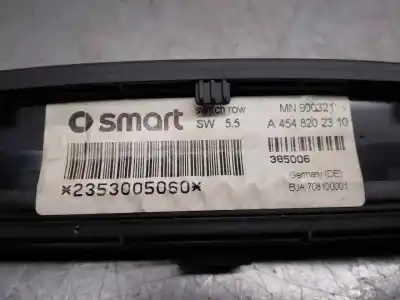 switch row
MN 900321
smart
SW 5.5
A 454 820 23 10
385006
*2353005060*
Germany (DE)
BJA 708100001